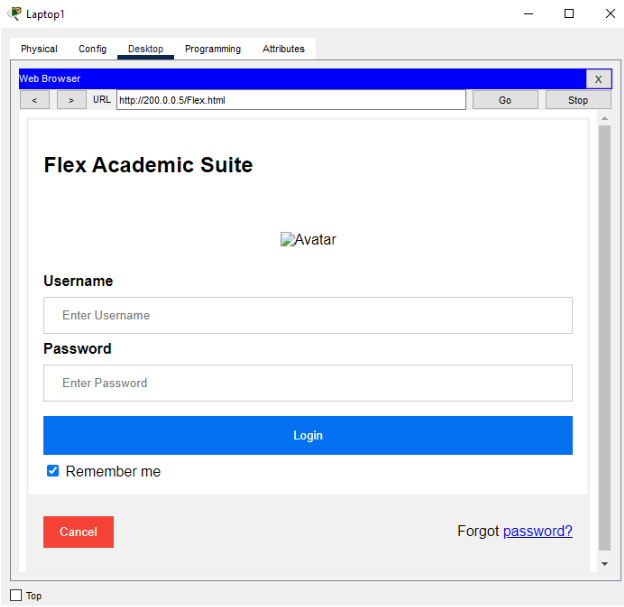 Laptop1
Physical Config Desktop Programming Attributes
Web Browser X
< > URL http://200.0.0.5/Flex.html Go Stop
Flex Academic Suite
Avatar
Username
Enter Username
Password
Enter Password
Login
Remember me
Cancel Forgot password?
Top